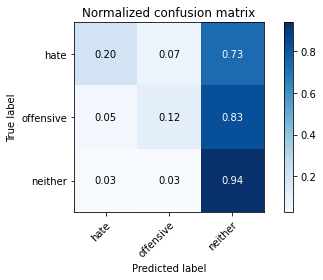 Normalized confusion matrix
True label
hate 0.20 0.07 0.73
offensive 0.05 0.12 0.83
neither 0.03 0.03 0.94
hate offensive neither
Predicted label
0.8
0.6
0.4
0.2